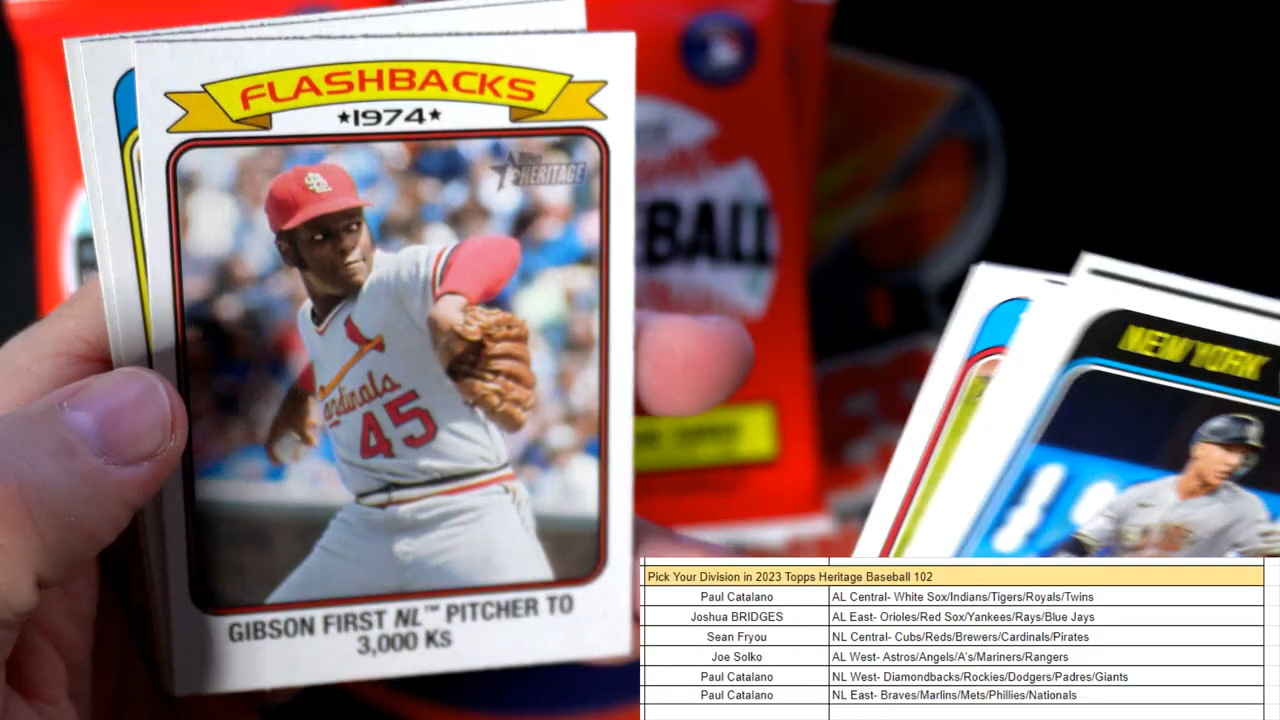 FLASHBACKS
★1974★
Topps HERITAGE
Cardinals
45
GIBSON FIRST NL™ PITCHER TO
3,000 Ks
BALL
NEW YORK
Pick Your Division in 2023 Topps Heritage Baseball 102
Paul Catalano AL Central- White Sox/Indians/Tigers/Royals/Twins
Joshua BRIDGES AL East- Orioles/Red Sox/Yankees/Rays/Blue Jays
Sean Fryou NL Central- Cubs/Reds/Brewers/Cardinals/Pirates
Joe Solko AL West- Astros/Angels/A's/Mariners/Rangers
Paul Catalano NL West- Diamondbacks/Rockies/Dodgers/Padres/Giants
Paul Catalano NL East- Braves/Marlins/Mets/Phillies/Nationals